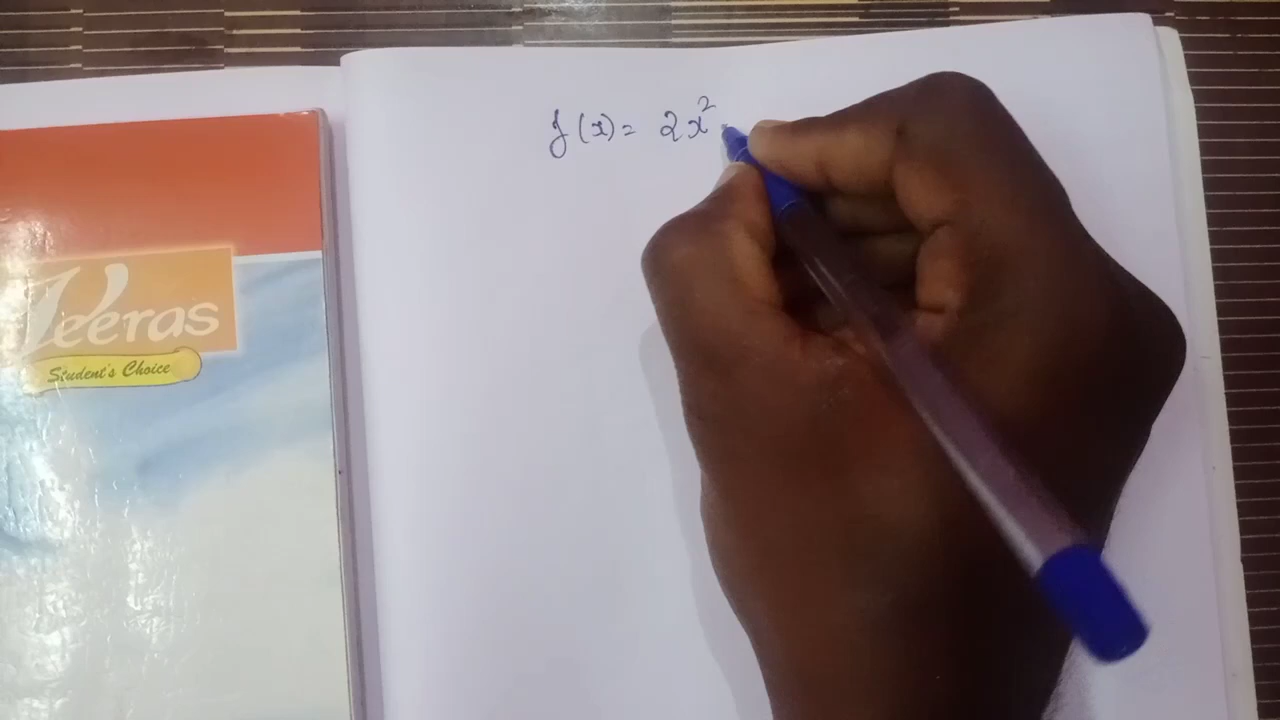 f(x) = 2x²
Veeras
Student's Choice